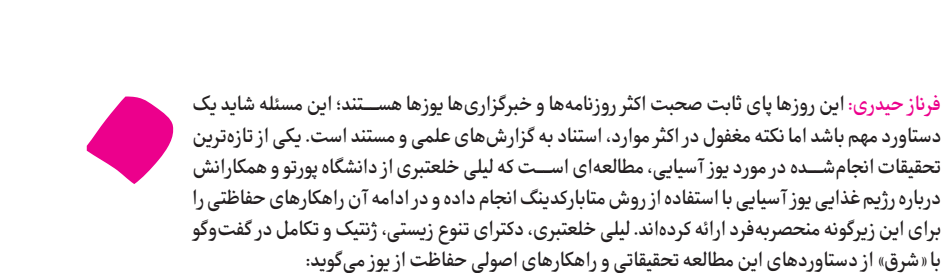 فرناز حیدری: این روزها پای ثابت صحبت اکثر روزنامه‌ها و خبرگزاری‌ها یوزها هســـتند؛ این مسئله شاید یک
دستاورد مهم باشد اما نکته مغفول در اکثر موارد، استناد به گزارش‌های علمی و مستند است. یکی از تازه‌ترین
تحقیقات انجام‌شـــده در مورد یوز آسیایی، مطالعه‌ای اســـت که لیلی خلعتبری از دانشگاه پورتو و همکارانش
درباره رژیم غذایی یوز آسیایی با استفاده از روش متابارکدینگ انجام داده و در ادامه آن راهکارهای حفاظتی را
برای این زیرگونه منحصربه‌فرد ارائه کرده‌اند. لیلی خلعتبری، دکترای تنوع زیستی، ژنتیک و تکامل در گفت‌وگو
با «شرق» از دستاوردهای این مطالعه تحقیقاتی و راهکارهای اصولی حفاظت از یوز می‌گوید: